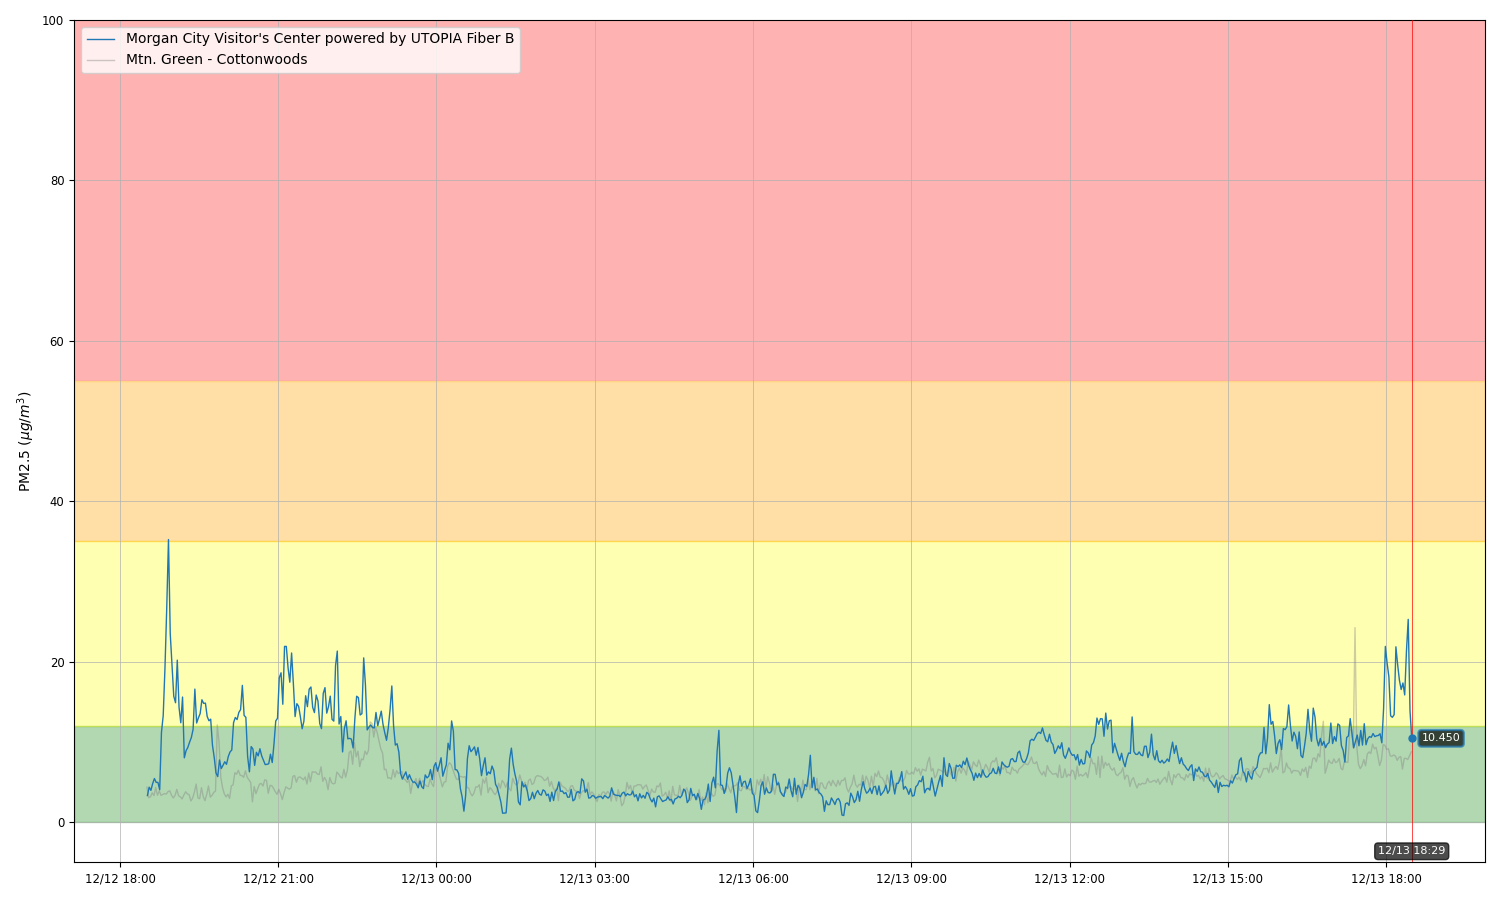 100
80
60
40
20
0
PM2.5 (μg/m³)
Morgan City Visitor's Center powered by UTOPIA Fiber B
Mtn. Green - Cottonwoods
10.450
12/13 18:29
12/12 18:00 12/12 21:00 12/13 00:00 12/13 03:00 12/13 06:00 12/13 09:00 12/13 12:00 12/13 15:00 12/13 18:00